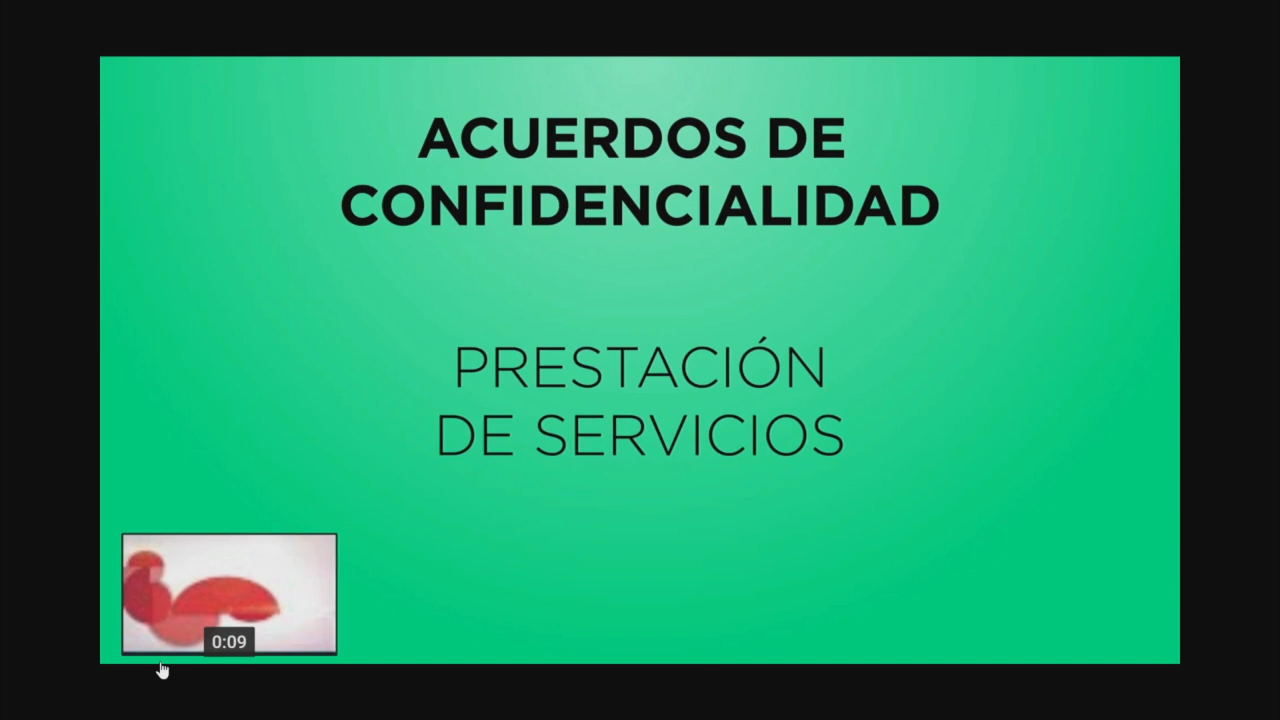 ACUERDOS DE
CONFIDENCIALIDAD
PRESTACIÓN
DE SERVICIOS
0:09